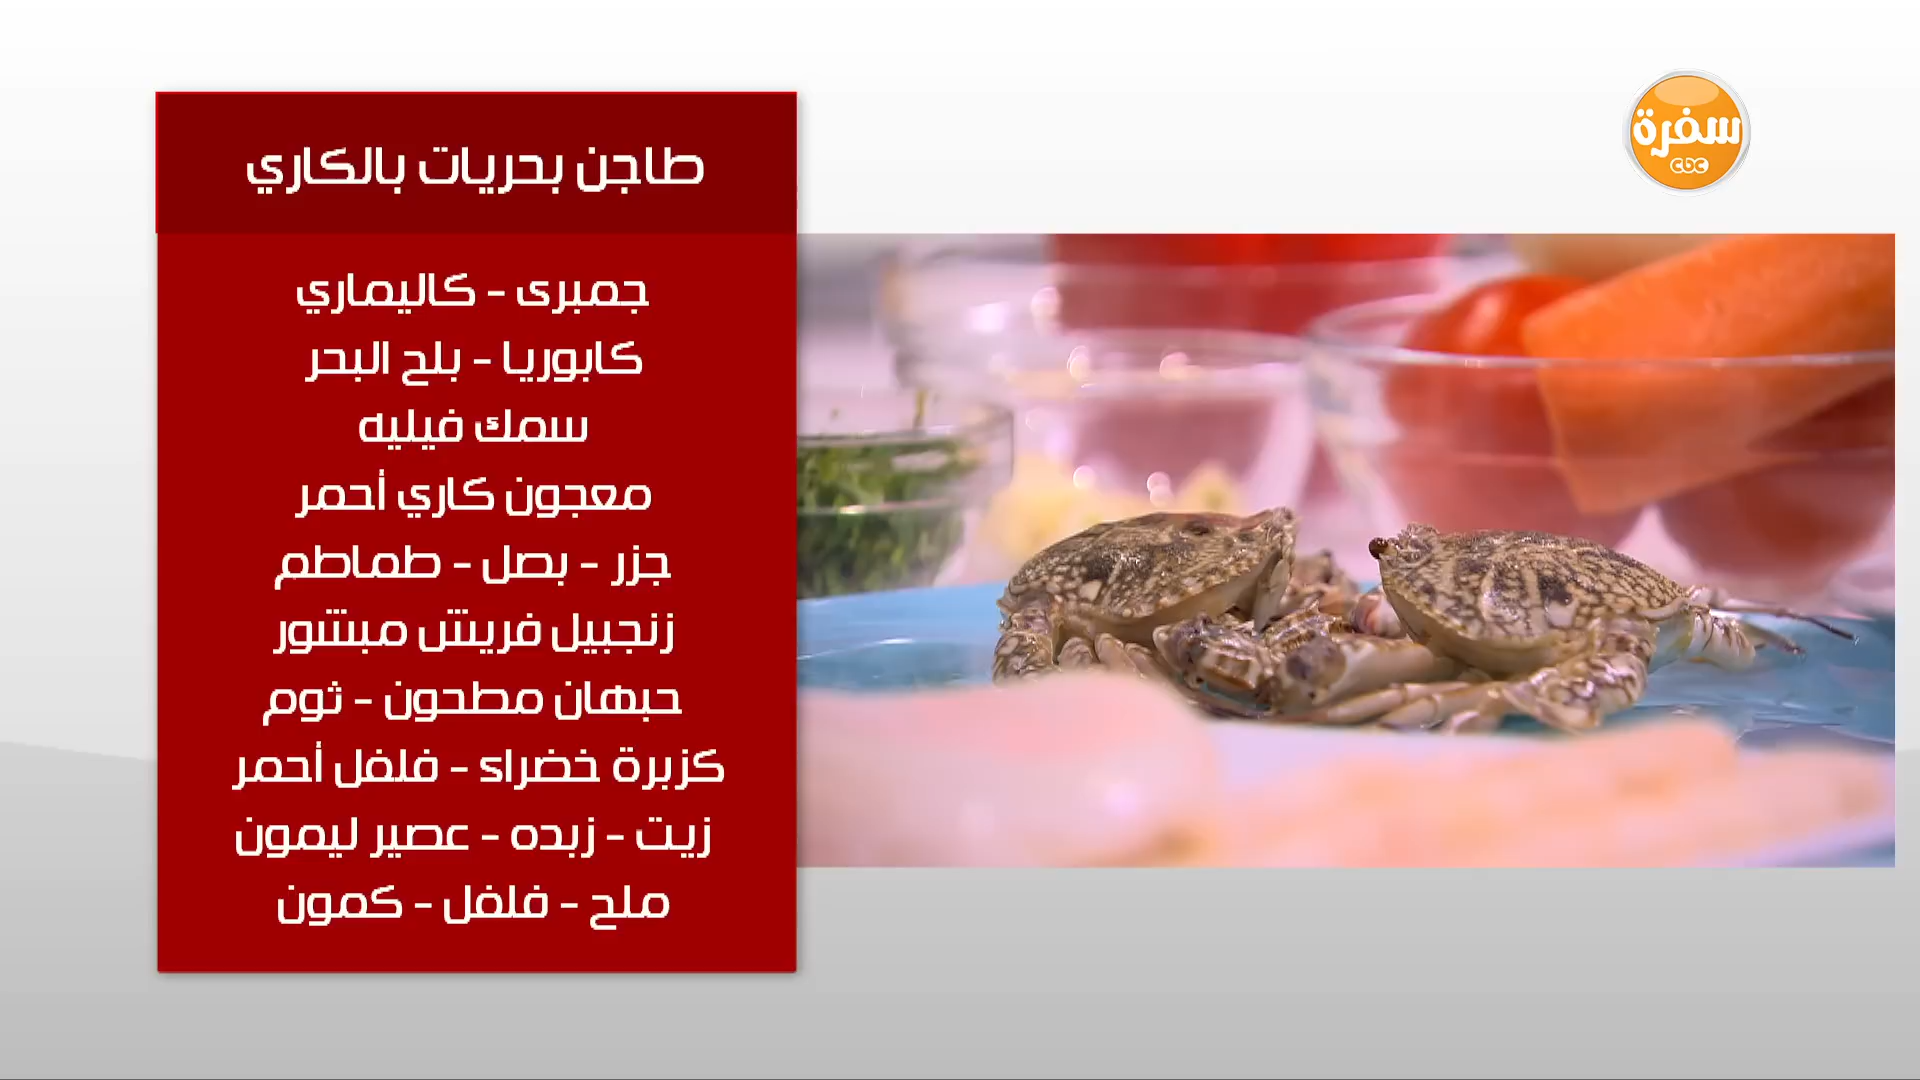 طاجن بحريات بالكاري
جمبرى - كاليماري
كابوريا - بلح البحر
سمك فيليه
معجون كاري أحمر
جزر - بصل - طماطم
زنجبيل فريش مبشور
حبهان مطحون - ثوم
كزبرة خضراء - فلفل أحمر
زيت - زبده - عصير ليمون
ملح - فلفل - كمون
سفرة
cbc